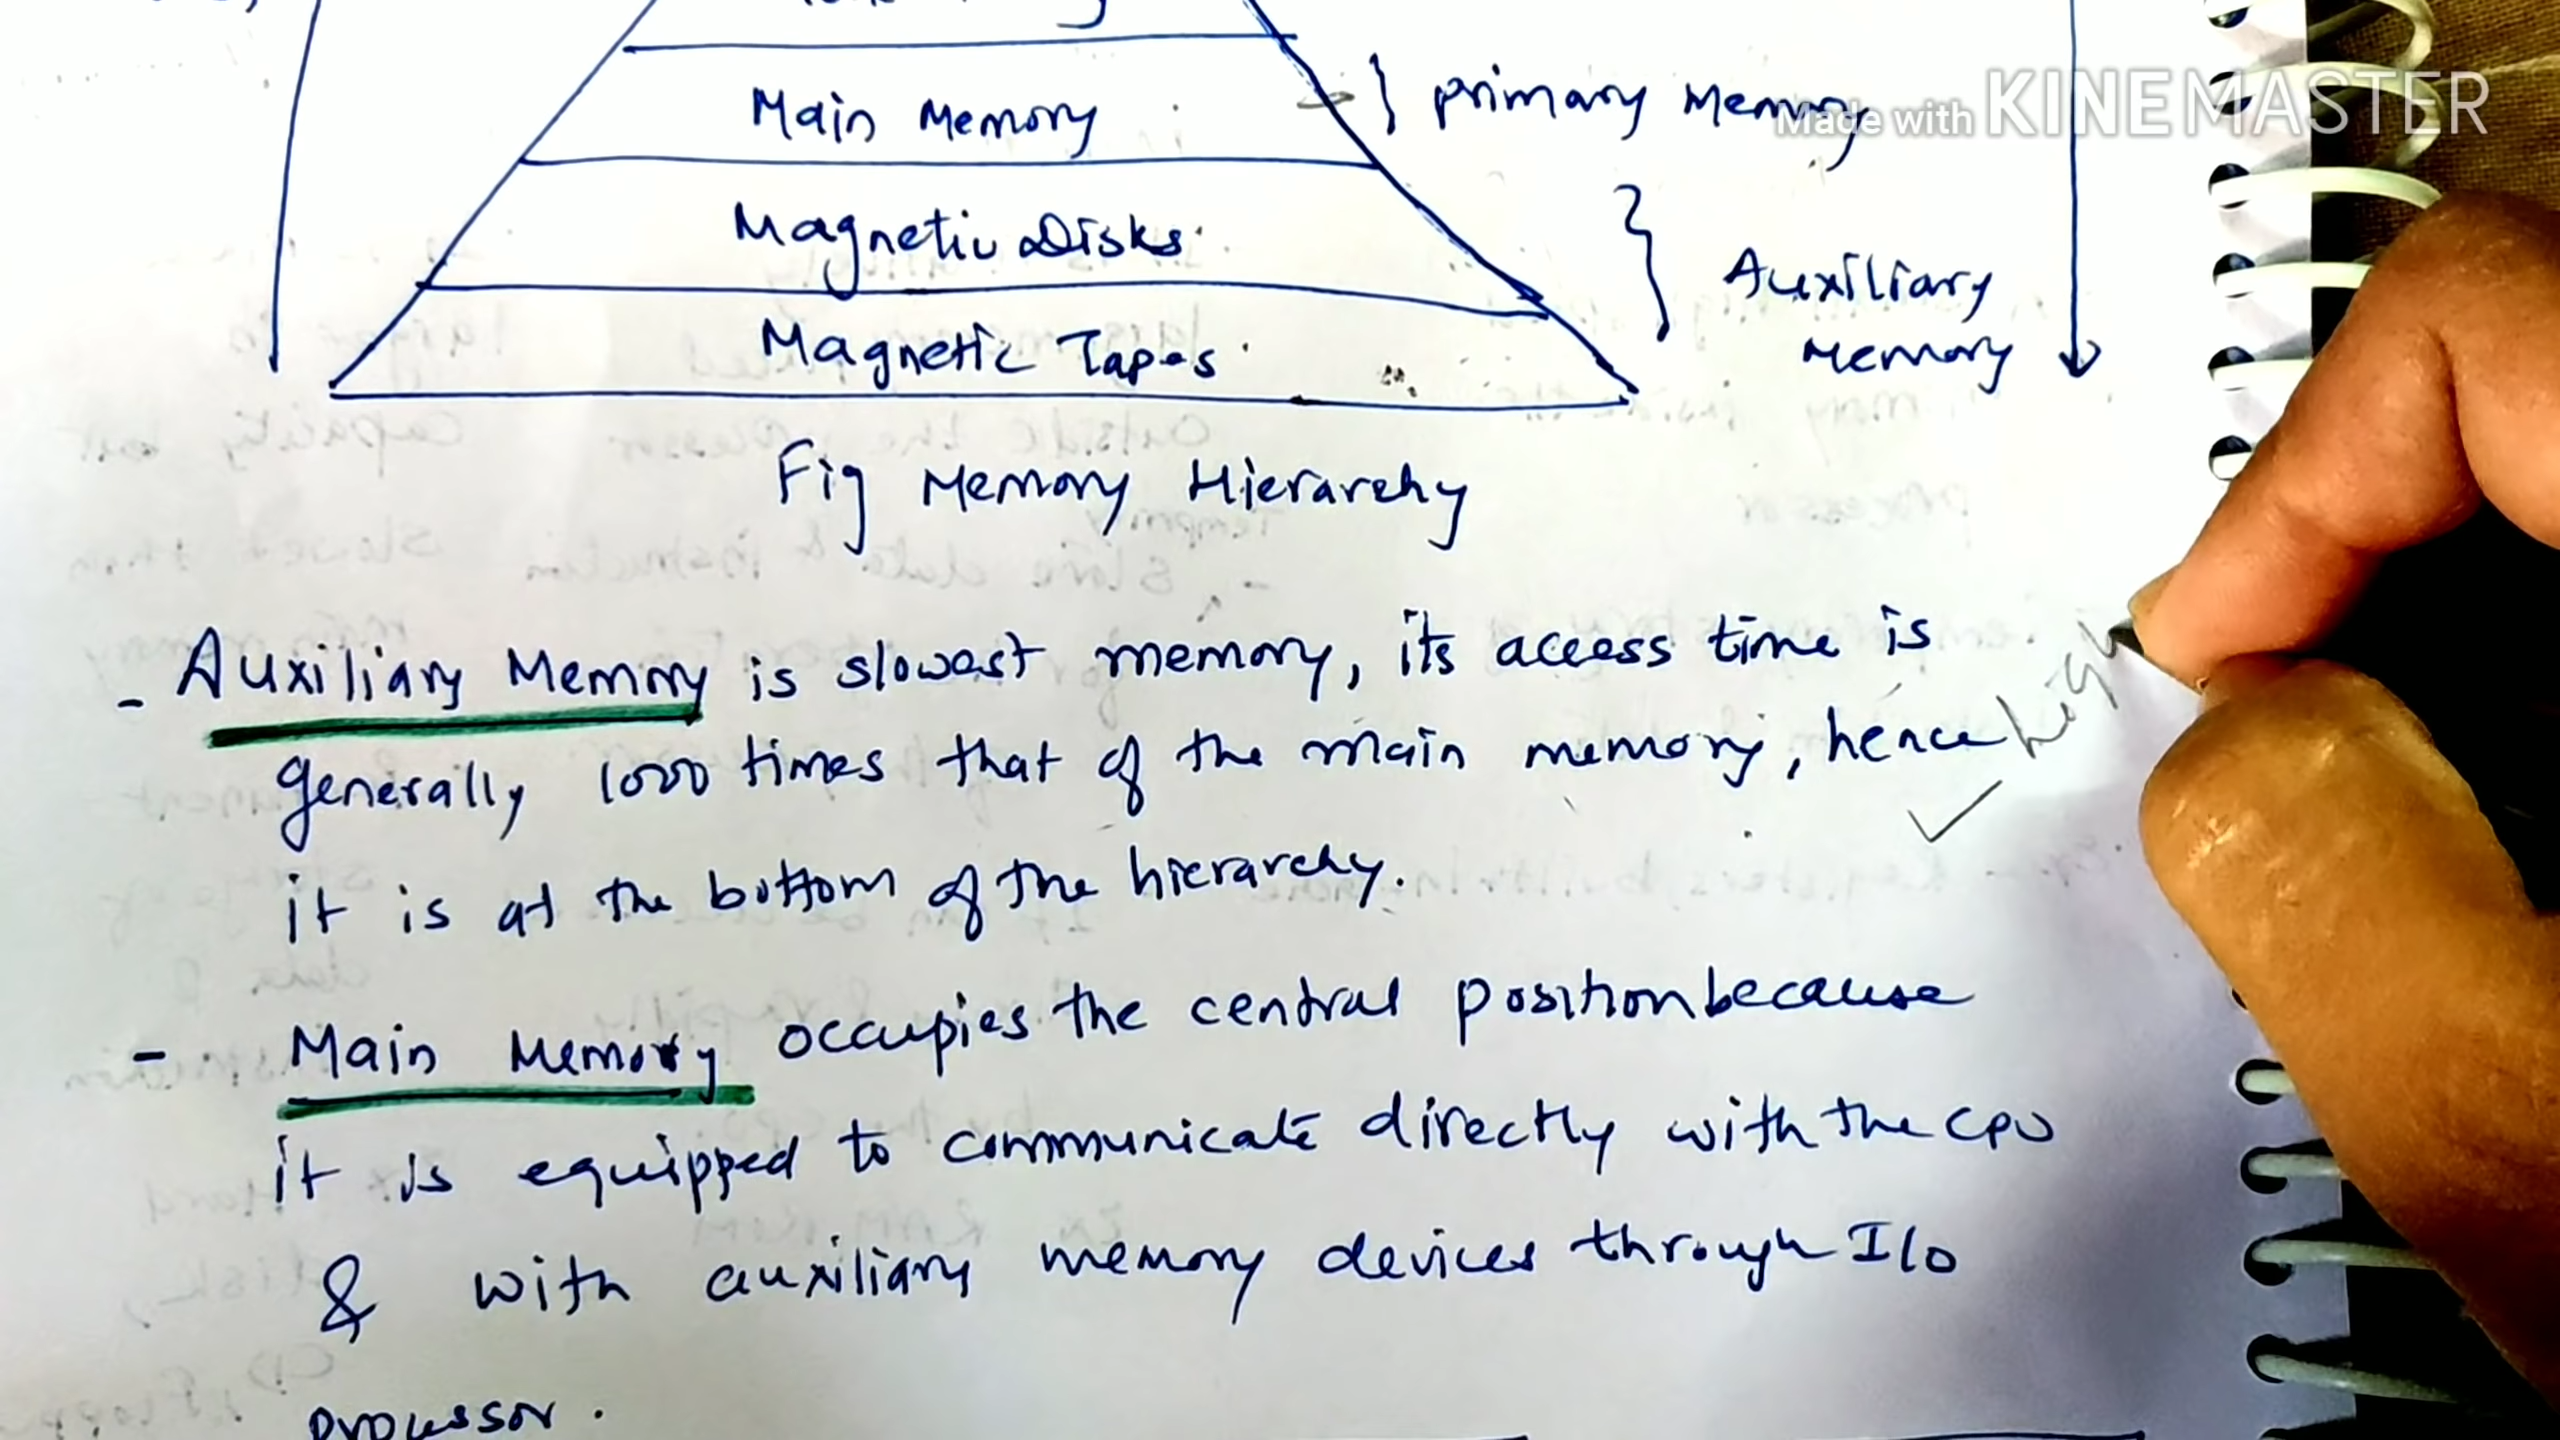 Main Memory } primary Memory
Made with KINEMASTER
Magnetic Disks
Auxiliary
Memory
Magnetic Tapes
Fig Memory Hierarchy
- Auxiliary Memory is slowest memory, its access time is
high
generally 1000 times that of the main memory, hence
it is at the bottom of the hierarchy.
- Main Memory occupies the central position because
it is equipped to communicate directly with the CPU
& with auxiliary memory devices through I/O
processor.